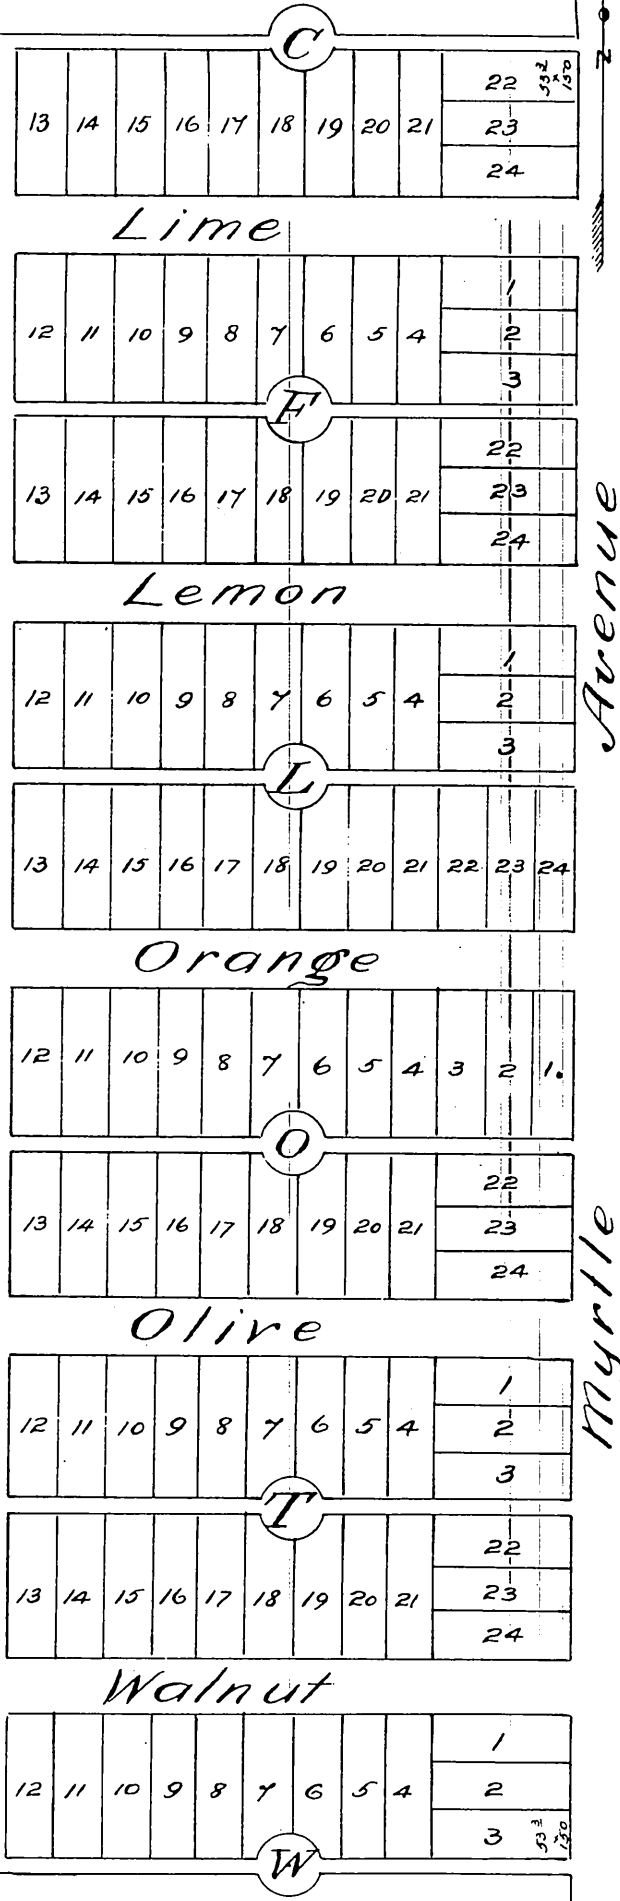 C
N
13 14 15 16 17 18 19 20 21 22
23
24
Lime
12 11 10 9 8 7 6 5 4 1
2
3
F
13 14 15 16 17 18 19 20 21 22
23
24
Lemon
12 11 10 9 8 7 6 5 4 1
2
3
L
13 14 15 16 17 18 19 20 21 22 23 24
Orange
12 11 10 9 8 7 6 5 4 3 2 1.
O
13 14 15 16 17 18 19 20 21 22
23
24
Olive
12 11 10 9 8 7 6 5 4 1
2
3
T
13 14 15 16 17 18 19 20 21 22
23
24
Walnut
12 11 10 9 8 7 6 5 4 1
2
3
W
Myrtle Avenue